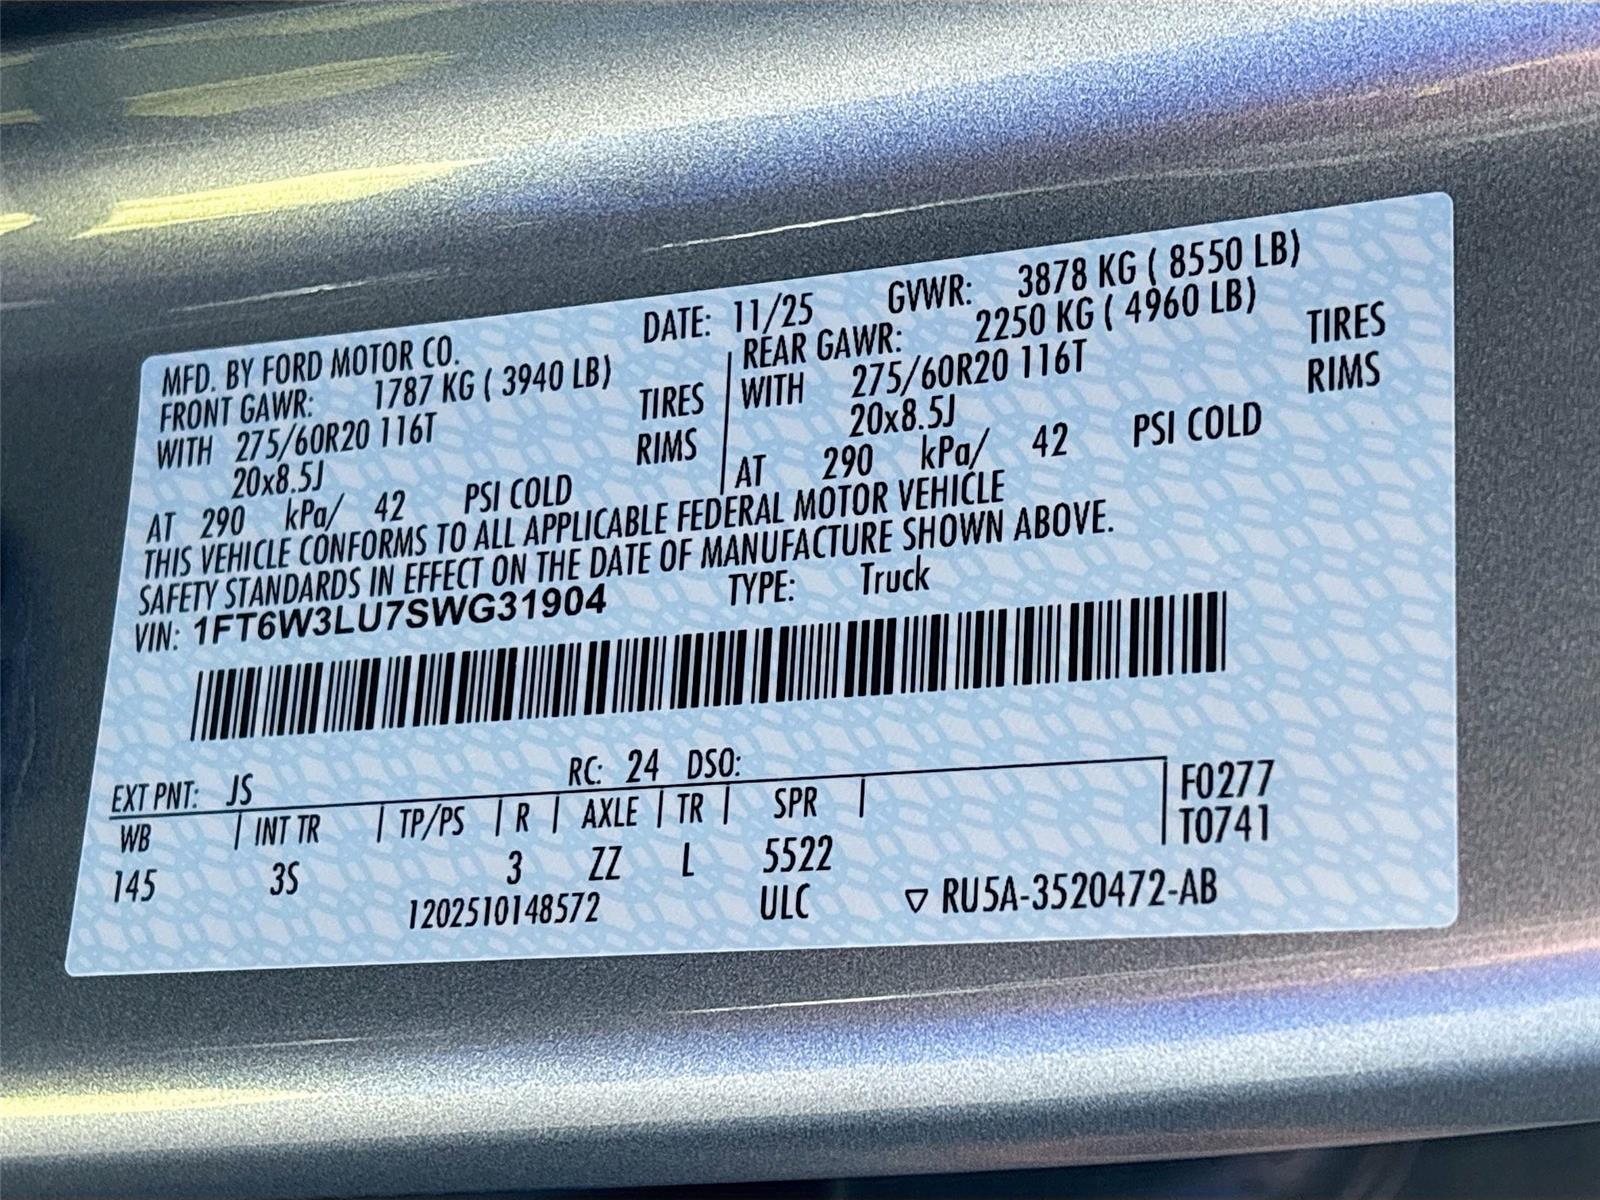 MFD. BY FORD MOTOR CO. DATE: 11/25 GVWR: 3878 KG ( 8550 LB)
FRONT GAWR: 1787 KG ( 3940 LB) REAR GAWR: 2250 KG ( 4960 LB)
WITH 275/60R20 116T TIRES WITH 275/60R20 116T TIRES
20x8.5J RIMS 20x8.5J RIMS
AT 290 kPa/ 42 PSI COLD AT 290 kPa/ 42 PSI COLD
THIS VEHICLE CONFORMS TO ALL APPLICABLE FEDERAL MOTOR VEHICLE
SAFETY STANDARDS IN EFFECT ON THE DATE OF MANUFACTURE SHOWN ABOVE.
VIN: 1FT6W3LU7SWG31904 TYPE: Truck
EXT PNT: JS RC: 24 DSO: F0277
WB INT TR TP/PS R AXLE TR SPR T0741
145 3S 3 ZZ L 5522
1202510148572 ULC ▽ RU5A-3520472-AB